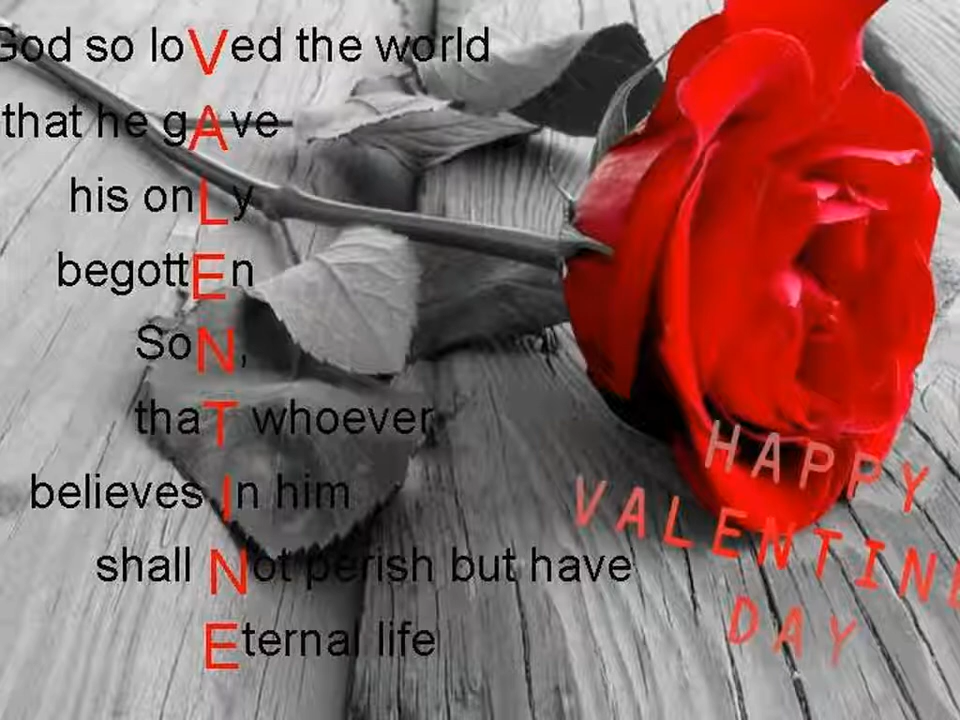 God so loVed the world
that he gAve
his onLy
begottEn
SoN,
thaT whoever
believes In him
shall Not perish but have
Eternal life
HAPPY
VALENTINE
DAY